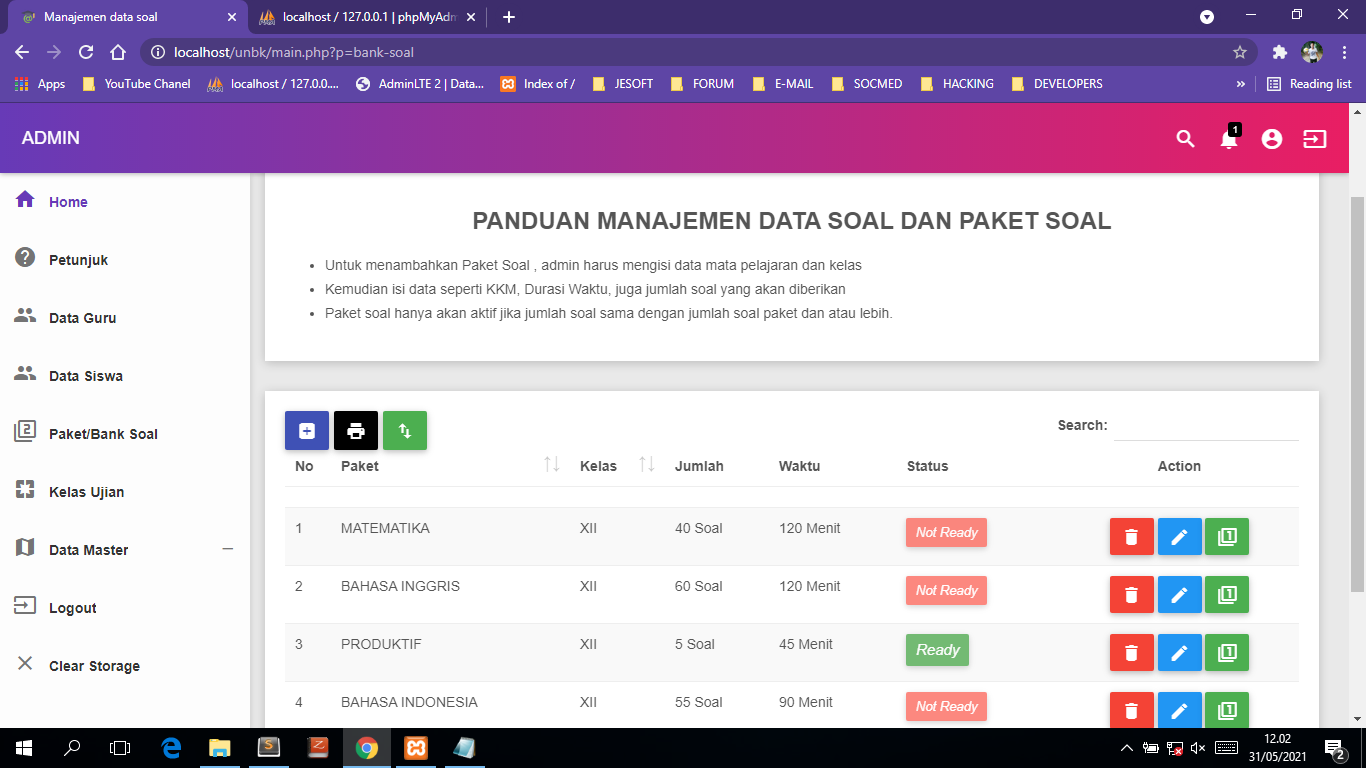 Manajemen data soal
localhost / 127.0.0.1 | phpMyAdm
localhost/unbk/main.php?p=bank-soal
Apps YouTube Chanel localhost / 127.0.0.... AdminLTE 2 | Data... Index of / JESOFT FORUM E-MAIL SOCMED HACKING DEVELOPERS » Reading list
ADMIN
1
Home
Petunjuk
Data Guru
Data Siswa
Paket/Bank Soal
Kelas Ujian
Data Master
Logout
Clear Storage
PANDUAN MANAJEMEN DATA SOAL DAN PAKET SOAL
• Untuk menambahkan Paket Soal , admin harus mengisi data mata pelajaran dan kelas
• Kemudian isi data seperti KKM, Durasi Waktu, juga jumlah soal yang akan diberikan
• Paket soal hanya akan aktif jika jumlah soal sama dengan jumlah soal paket dan atau lebih.
Search:
No Paket Kelas Jumlah Waktu Status Action
1 MATEMATIKA XII 40 Soal 120 Menit Not Ready
2 BAHASA INGGRIS XII 60 Soal 120 Menit Not Ready
3 PRODUKTIF XII 5 Soal 45 Menit Ready
4 BAHASA INDONESIA XII 55 Soal 90 Menit Not Ready
12.02
31/05/2021
2